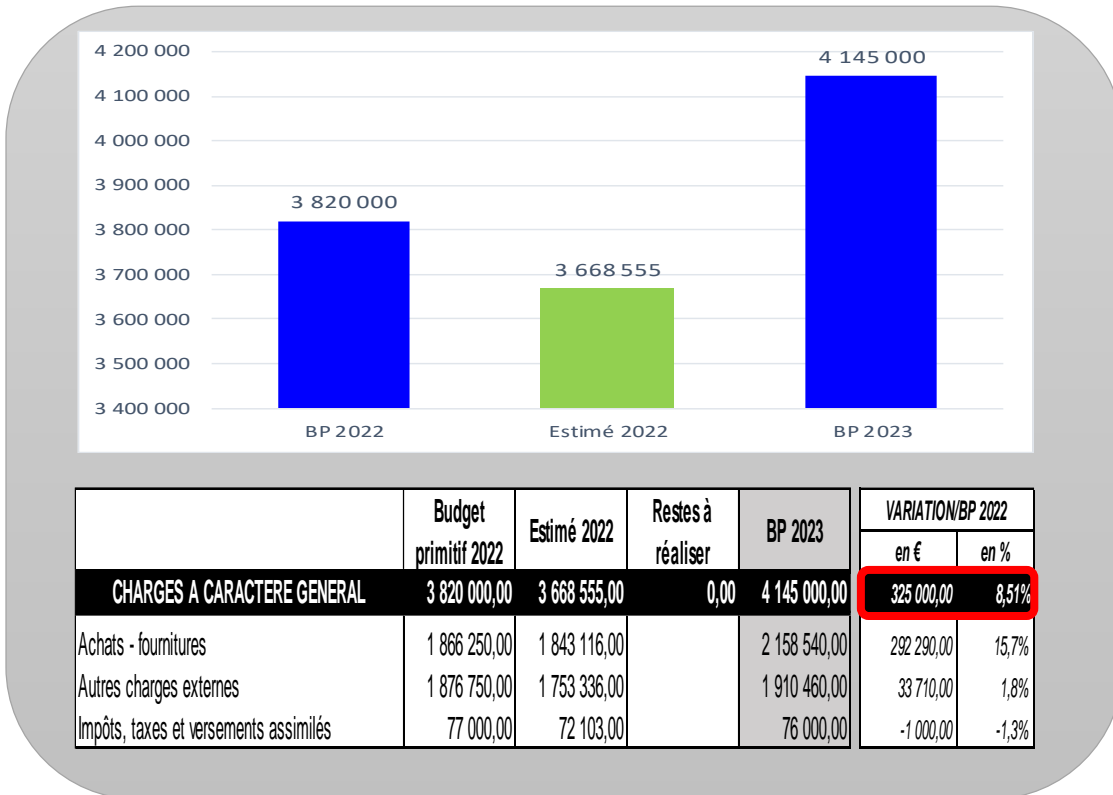 4 200 000
4 100 000
4 000 000
3 900 000
3 800 000
3 700 000
3 600 000
3 500 000
3 400 000
3 820 000
3 668 555
4 145 000
BP 2022 Estimé 2022 BP 2023
Budget primitif 2022 Estimé 2022 Restes à réaliser BP 2023 VARIATION/BP 2022
en € en %
CHARGES A CARACTERE GENERAL 3 820 000,00 3 668 555,00 0,00 4 145 000,00 325 000,00 8,51%
Achats - fournitures 1 866 250,00 1 843 116,00 2 158 540,00 292 290,00 15,7%
Autres charges externes 1 876 750,00 1 753 336,00 1 910 460,00 33 710,00 1,8%
Impôts, taxes et versements assimilés 77 000,00 72 103,00 76 000,00 -1 000,00 -1,3%